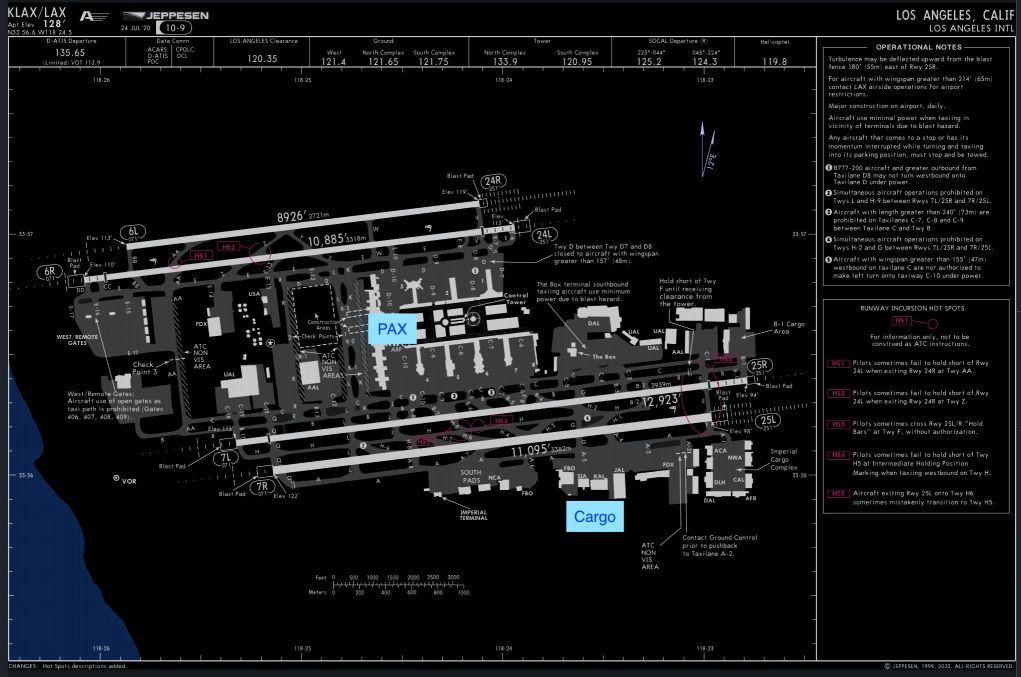 KLAX/LAX
Apt Elev 128'
N33 56.6 W118 24.5
JEPPESEN
24 JUL 20 10-9
LOS ANGELES, CALIF
LOS ANGELES INTL
D-ATIS Departure
135.65
(Limited) VOT 113.9
Data Comm
ACARS: D-ATIS PDC
CPDLC: DCL
LOS ANGELES Clearance
120.35
Ground
West North Complex South Complex
121.4 121.65 121.75
Tower
North Complex South Complex
133.9 120.95
SOCAL Departure (R)
225°-044° 045°-224°
125.2 124.3
Helicopter
119.8
118-26 118-25 118-24 118-23
OPERATIONAL NOTES
Turbulence may be deflected upward from the blast
fence 180' (55m) east of Rwy 25R.
For aircraft with wingspan greater than 214' (65m)
contact LAX airside operations for airport
restrictions.
Major construction on airport, daily.
Aircraft use minimal power when taxiing in
vicinity of terminals due to blast hazard.
Any aircraft that comes to a stop or has its
momentum interrupted while turning and taxiing
into its parking position, must stop and be towed.
1 B777-200 aircraft and greater outbound from
Taxilane D8 may not turn westbound onto
Taxilane D under power.
2 Simultaneous aircraft operations prohibited on
Twys L and H-9 between Rwys 7L/25R and 7R/25L.
3 Aircraft with length greater than 240' (73m) are
prohibited on Taxilanes C-7, C-8 and C-9
between Taxilane C and Twy B.
4 Simultaneous aircraft operations prohibited on
Twys H-2 and G between Rwys 7L/25R and 7R/25L.
5 Aircraft with wingspan greater than 155' (47m)
westbound on taxilane C are not authorized to
make left turn onto taxiway C-10 under power.
RUNWAY INCURSION HOT SPOTS
HS1
For information only, not to be
construed as ATC instructions.
HS1 Pilots sometimes fail to hold short of Rwy
24L when exiting Rwy 24R at Twy AA.
HS2 Pilots sometimes fail to hold short of Rwy
24L when exiting Rwy 24R at Twy Z.
HS3 Pilots sometimes cross Rwy 25L/R "Hold
Bars" at Twy F, without authorization.
HS4 Pilots sometimes fail to hold short of Twy
H5 at Intermediate Holding Position
Marking when taxiing westbound on Twy H.
HS5 Aircraft exiting Rwy 25L onto Twy H6
sometimes mistakenly transition to Twy H5.
12°E
Blast Pad
24R
251°
Elev 119'
Blast Pad
Elev 113'
24L
251°
8926' 2721m
10,885' 3318m
6L
Elev 113'
Blast Pad
Elev 110'
6R
33-57
33-57
HS1
HS2
Twy D between Twy D7 and D8
closed to aircraft with wingspan
greater than 157' (48m).
The Box terminal southbound
taxiing aircraft use minimum
power due to blast hazard.
Hold short of Twy
F until receiving
clearance from
the tower.
Control
Tower
B-1 Cargo
Area
WEST REMOTE
GATES
Check
Point 3
ATC
NON
VIS
AREA
FDX
USA
UAL
AAL
Construction
Areas
Check Points
ATC
NON
VIS
AREAS
PAX
ARP
DAL
UAL
UAL
UAL
AAL
The Box
West/Remote Gates:
Aircraft use of open gates as
taxi path is prohibited (Gates
406, 407, 408, 409).
25R
251°
Blast Pad
Elev 94'
3939m
12,923'
Blast
Pad
25L
251°
Elev 98'
Elev 115'
Blast Pad
7L
071°
11,095' 3382m
7R
071°
Blast Pad
Elev 122'
33-56
33-56
VOR
SOUTH
PADS
NCA
FBO
IMPERIAL
TERMINAL
FBO
SIA
KAL
JAL
FDX
ACA
NWA
DLH
CAL
DAL
AFR
Imperial
Cargo
Complex
Cargo
ATC
NON
VIS
AREA
Contact Ground Control
prior to pushback
to Taxilane A-2.
Feet 0 500 1000 1500 2000 2500 3000
Meters 0 200 400 600 800 1000
118-26 118-25 118-24 118-23
CHANGES: Hot Spots descriptions added.
© JEPPESEN, 1999, 2020. ALL RIGHTS RESERVED.